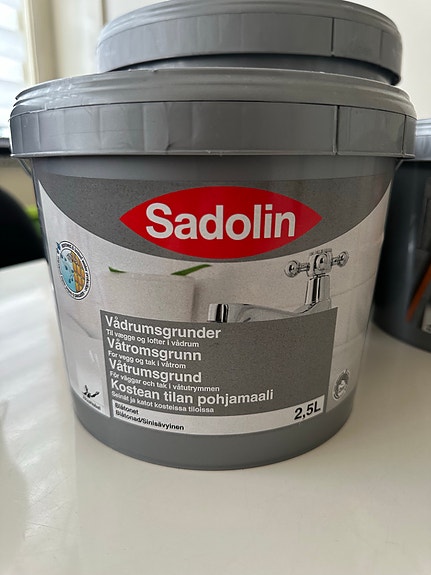 Sadolin
Vådrumsgrunder
Til vægge og lofter i vådrum
Våtromsgrunn
For vegg og tak i våtrom
Våtrumsgrund
För väggar och tak i våtutrymmen
Kostean tilan pohjamaali
Seinät ja katot kosteissa tiloissa
Blåtonet
Blåtonad/Sinisävyinen
2,5L